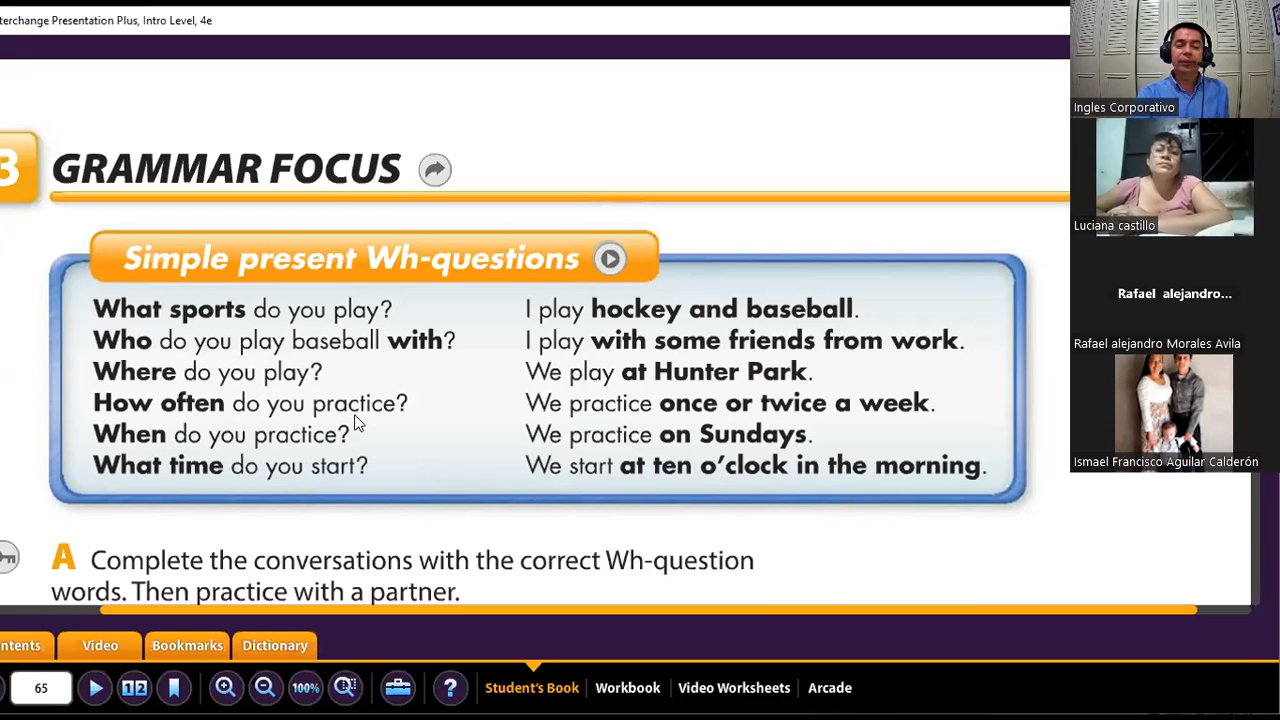 terchange Presentation Plus, Intro Level, 4e
Ingles Corporativo
Luciana castillo
Rafael alejandro...
Rafael alejandro Morales Avila
Ismael Francisco Aguilar Calderón
3 GRAMMAR FOCUS
Simple present Wh-questions
What sports do you play? I play hockey and baseball.
Who do you play baseball with? I play with some friends from work.
Where do you play? We play at Hunter Park.
How often do you practice? We practice once or twice a week.
When do you practice? We practice on Sundays.
What time do you start? We start at ten o'clock in the morning.
A Complete the conversations with the correct Wh-question
words. Then practice with a partner.
ntents Video Bookmarks Dictionary
65 12 100% ? Student's Book Workbook Video Worksheets Arcade